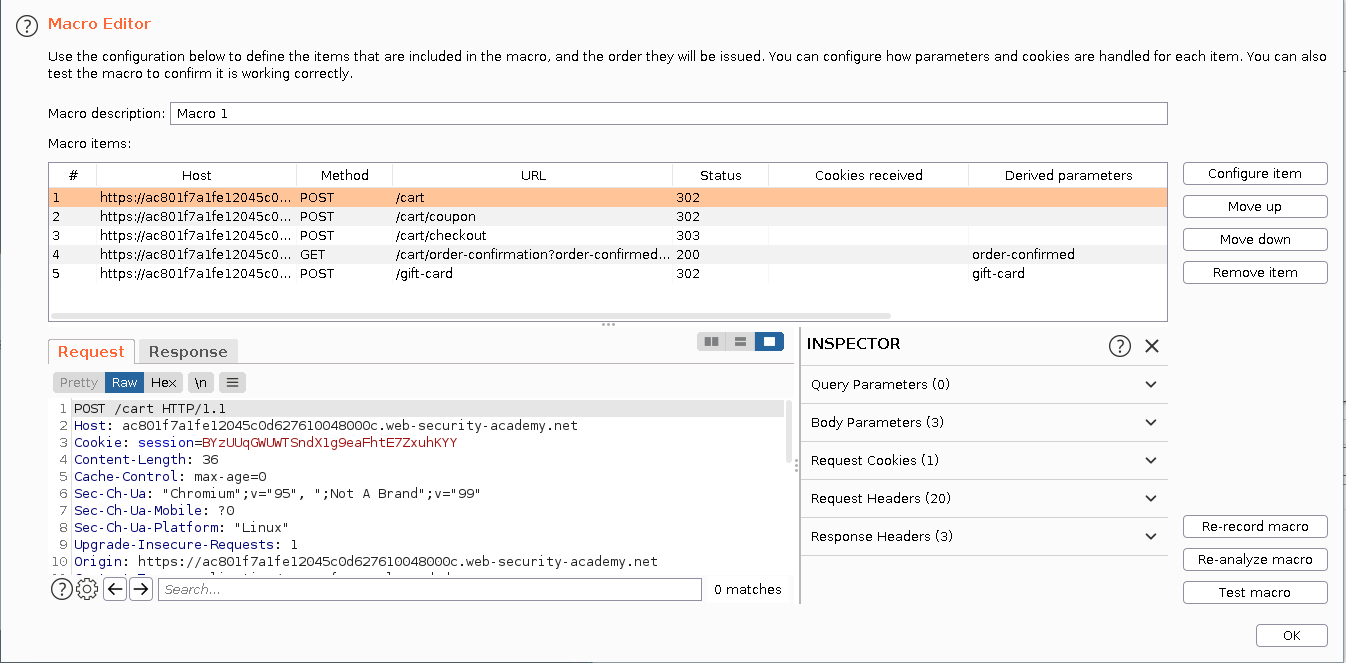 Macro Editor
Use the configuration below to define the items that are included in the macro, and the order they will be issued. You can configure how parameters and cookies are handled for each item. You can also
test the macro to confirm it is working correctly.
Macro description: Macro 1
Macro items:
# Host Method URL Status Cookies received Derived parameters
1 https://ac801f7a1fe12045c0... POST /cart 302
2 https://ac801f7a1fe12045c0... POST /cart/coupon 302
3 https://ac801f7a1fe12045c0... POST /cart/checkout 303
4 https://ac801f7a1fe12045c0... GET /cart/order-confirmation?order-confirmed... 200 order-confirmed
5 https://ac801f7a1fe12045c0... POST /gift-card 302 gift-card
Configure item
Move up
Move down
Remove item
Request Response
Pretty Raw Hex \n
1 POST /cart HTTP/1.1
2 Host: ac801f7a1fe12045c0d627610048000c.web-security-academy.net
3 Cookie: session=BYzUUqGWUWTSndX1g9eaFhtE7ZxuhKYY
4 Content-Length: 36
5 Cache-Control: max-age=0
6 Sec-Ch-Ua: "Chromium";v="95", ";Not A Brand";v="99"
7 Sec-Ch-Ua-Mobile: ?0
8 Sec-Ch-Ua-Platform: "Linux"
9 Upgrade-Insecure-Requests: 1
10 Origin: https://ac801f7a1fe12045c0d627610048000c.web-security-academy.net
Search... 0 matches
INSPECTOR
Query Parameters (0)
Body Parameters (3)
Request Cookies (1)
Request Headers (20)
Response Headers (3)
Re-record macro
Re-analyze macro
Test macro
OK